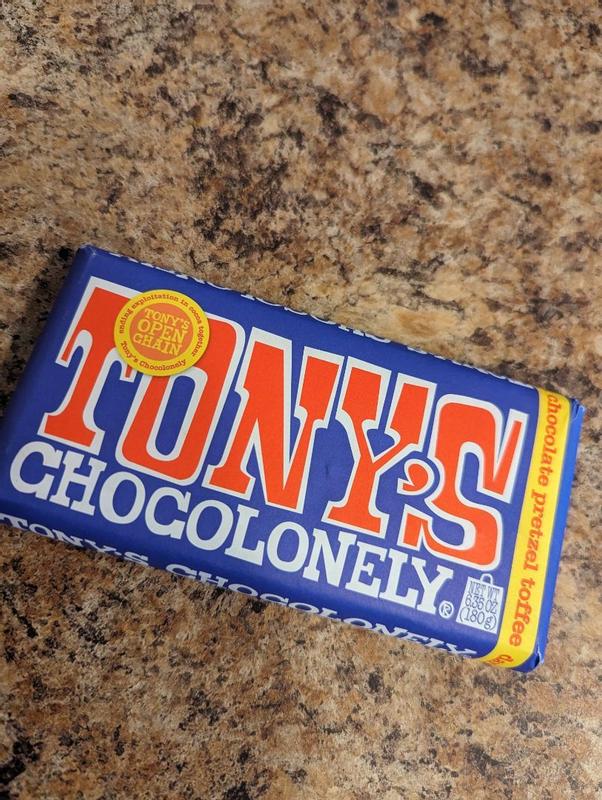 ending exploitation in cocoa together
TONY'S
OPEN
CHAIN
Tony's Chocolonely
TONY'S
CHOCOLONELY®
NET WT
6.35 OZ
(180g)
chocolate pretzel toffee
TONY'S CHOCOLONELY